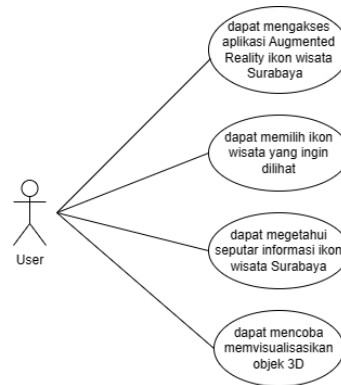 dapat mengakses
aplikasi Augmented
Reality ikon wisata
Surabaya
dapat memilih ikon
wisata yang ingin
dilihat
User
dapat megetahui
seputar informasi ikon
wisata Surabaya
dapat mencoba
memvisualisasikan
objek 3D